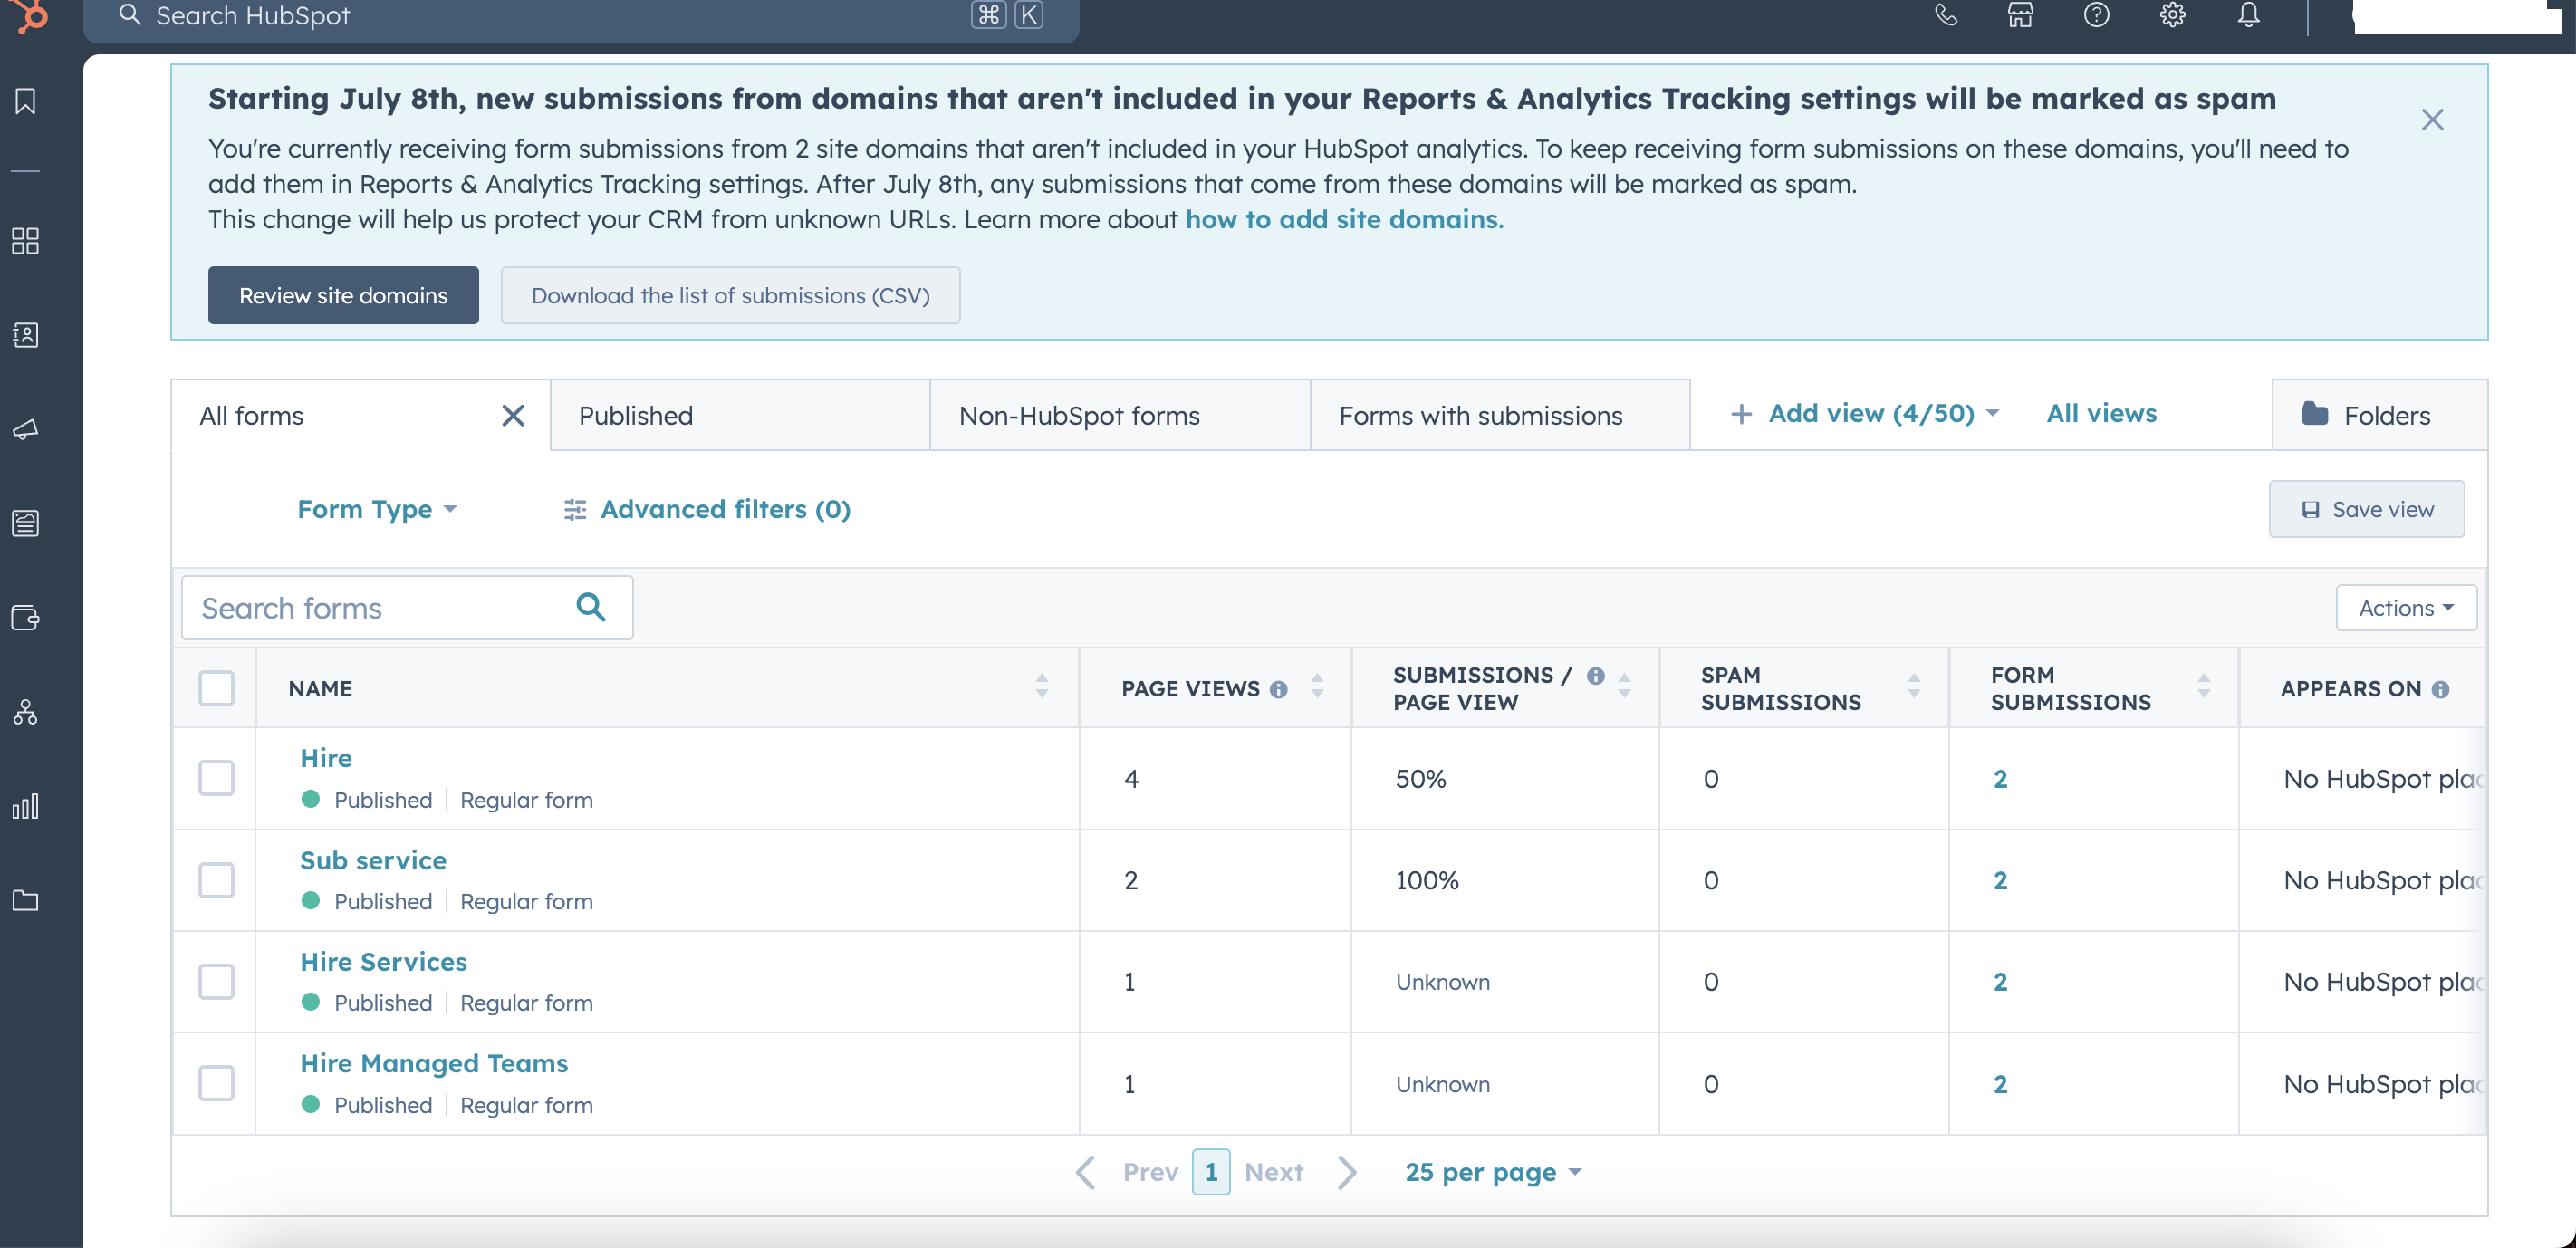 Search HubSpot ⌘ K
Starting July 8th, new submissions from domains that aren't included in your Reports & Analytics Tracking settings will be marked as spam
You're currently receiving form submissions from 2 site domains that aren't included in your HubSpot analytics. To keep receiving form submissions on these domains, you'll need to
add them in Reports & Analytics Tracking settings. After July 8th, any submissions that come from these domains will be marked as spam.
This change will help us protect your CRM from unknown URLs. Learn more about how to add site domains.
Review site domains Download the list of submissions (CSV)
All forms Published Non-HubSpot forms Forms with submissions + Add view (4/50) All views Folders
Form Type Advanced filters (0) Save view
Search forms Actions
NAME PAGE VIEWS SUBMISSIONS / PAGE VIEW SPAM SUBMISSIONS FORM SUBMISSIONS APPEARS ON
Hire 4 50% 0 2 No HubSpot
Published Regular form
Sub service 2 100% 0 2 No HubSpot
Published Regular form
Hire Services 1 Unknown 0 2 No HubSpot
Published Regular form
Hire Managed Teams 1 Unknown 0 2 No HubSpot
Published Regular form
Prev 1 Next 25 per page